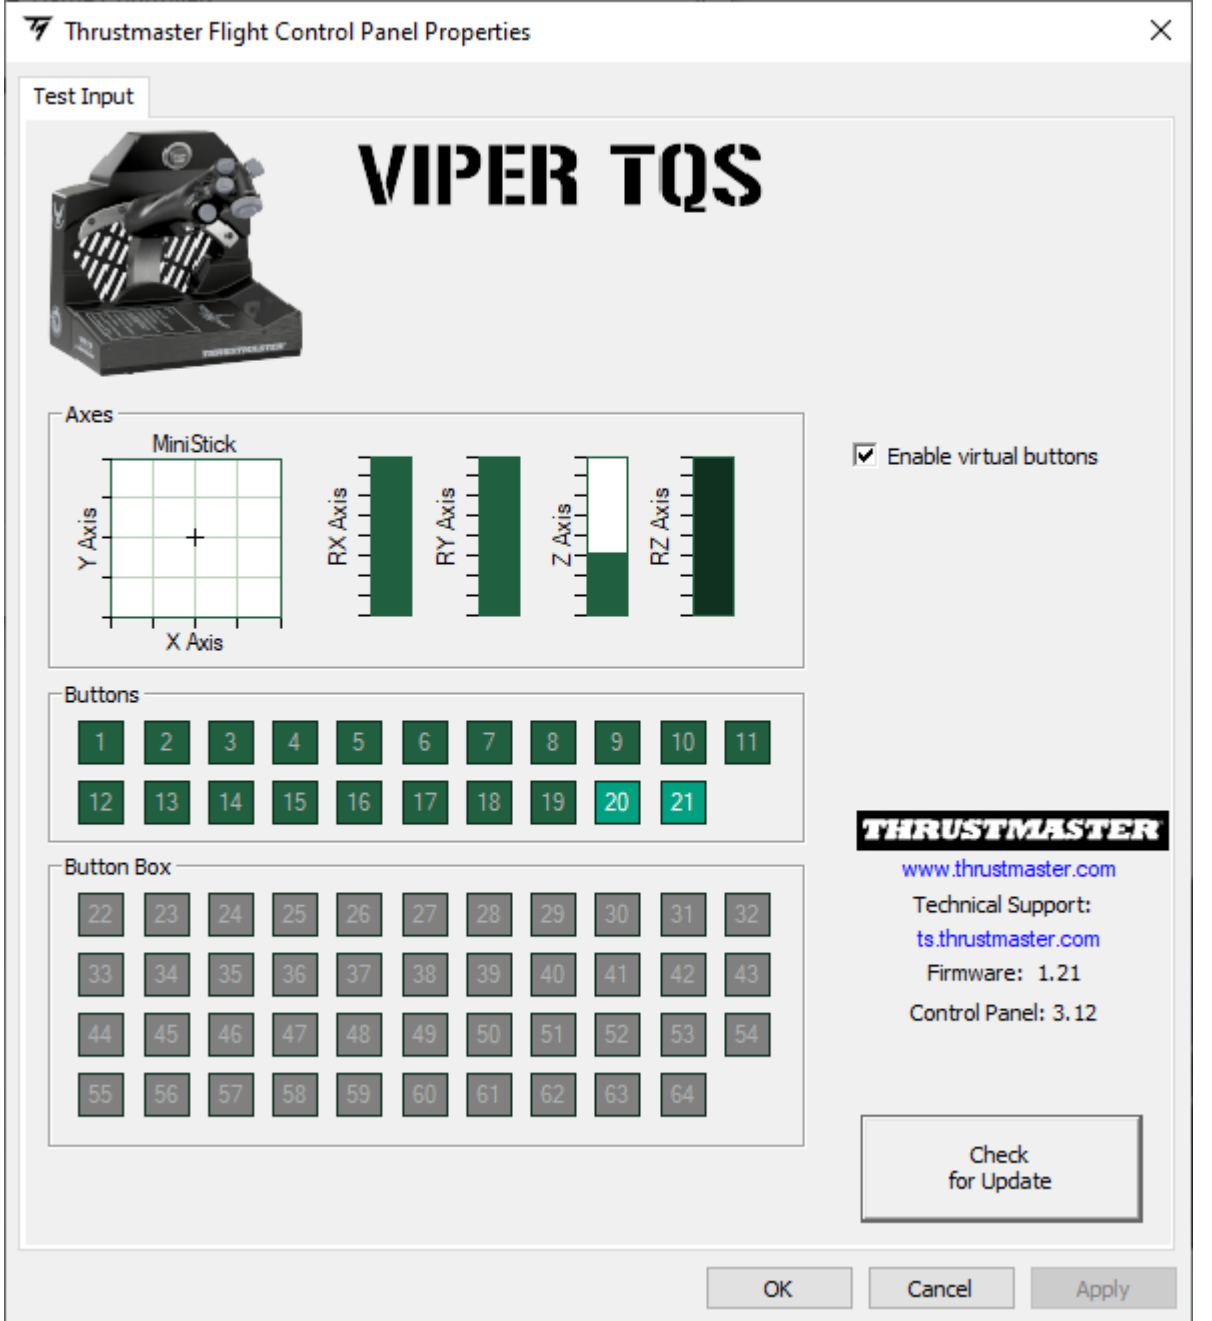 Thrustmaster Flight Control Panel Properties
Test Input
VIPER TQS
THRUSTMASTER
Axes
MiniStick
Y Axis
X Axis
RX Axis
RY Axis
Z Axis
RZ Axis
Enable virtual buttons
Buttons
1 2 3 4 5 6 7 8 9 10 11
12 13 14 15 16 17 18 19 20 21
Button Box
22 23 24 25 26 27 28 29 30 31 32
33 34 35 36 37 38 39 40 41 42 43
44 45 46 47 48 49 50 51 52 53 54
55 56 57 58 59 60 61 62 63 64
THRUSTMASTER
www.thrustmaster.com
Technical Support:
ts.thrustmaster.com
Firmware: 1.21
Control Panel: 3.12
Check
for Update
OK
Cancel
Apply